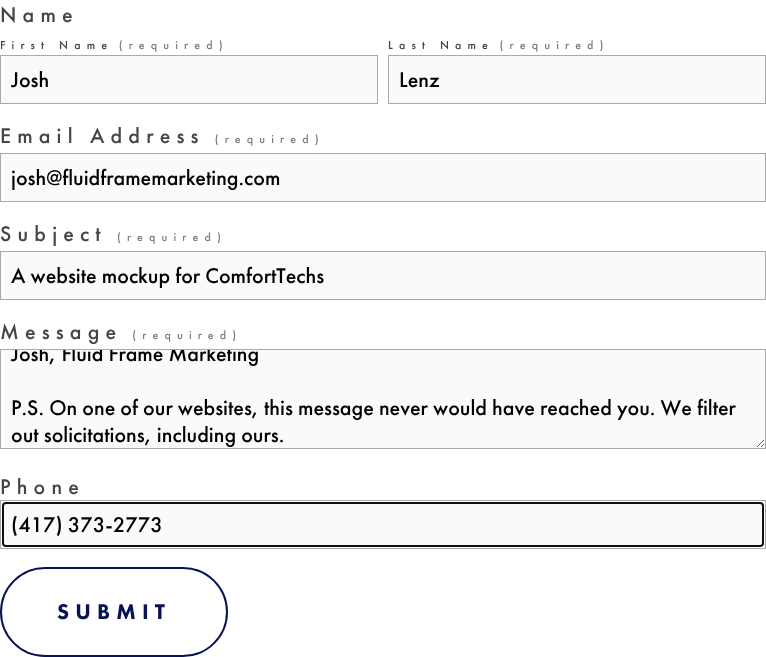 Name
First Name (required) Last Name (required)
Josh Lenz
Email Address (required)
josh@fluidframemarketing.com
Subject (required)
A website mockup for ComfortTechs
Message (required)
Josh, Fluid Frame Marketing
P.S. On one of our websites, this message never would have reached you. We filter
out solicitations, including ours.
Phone
(417) 373-2773
SUBMIT